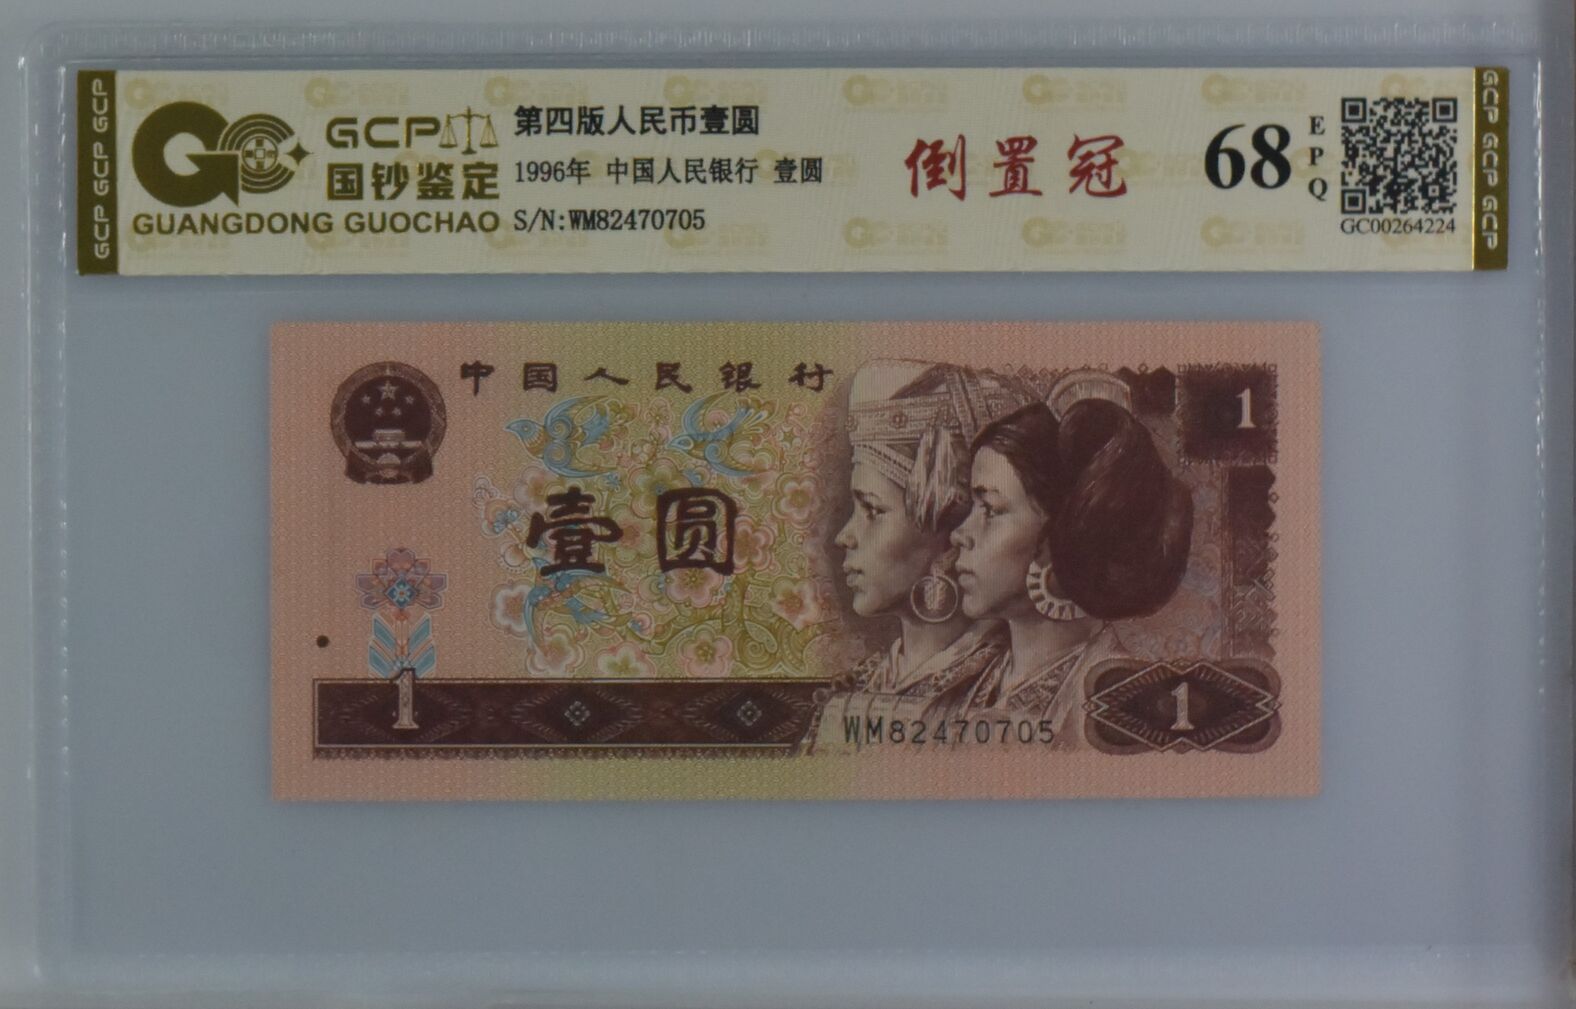 GCP GCP GCP
GCP
国钞鉴定
GUANGDONG GUOCHAO
第四版人民币壹圆
1996年 中国人民银行 壹圆
S/N:WM82470705
倒置冠
68
EPQ
GC00264224
GCP GCP GCP
中国人民银行
1
壹圆
1
WM82470705
1